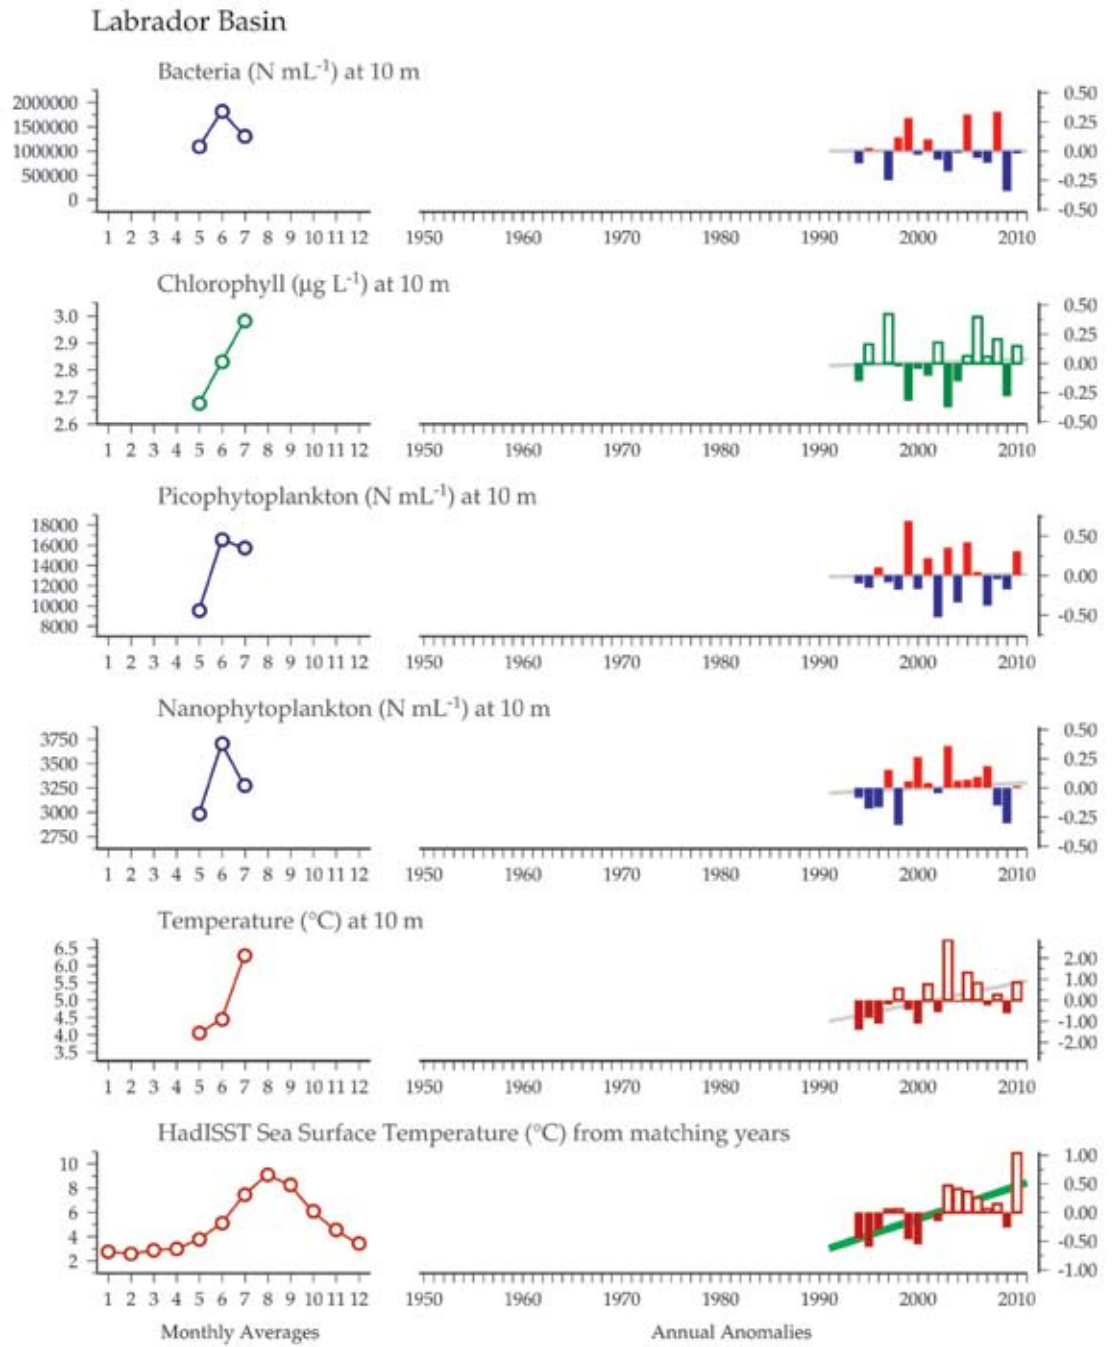 Labrador Basin
Bacteria (N mL⁻¹) at 10 m
2000000
1500000
1000000
500000
0
0.50
0.25
0.00
-0.25
-0.50
1 2 3 4 5 6 7 8 9 10 11 12
1950 1960 1970 1980 1990 2000 2010
Chlorophyll (µg L⁻¹) at 10 m
3.0
2.9
2.8
2.7
2.6
0.50
0.25
0.00
-0.25
-0.50
1 2 3 4 5 6 7 8 9 10 11 12
1950 1960 1970 1980 1990 2000 2010
Picophytoplankton (N mL⁻¹) at 10 m
18000
16000
14000
12000
10000
8000
0.50
0.00
-0.50
1 2 3 4 5 6 7 8 9 10 11 12
1950 1960 1970 1980 1990 2000 2010
Nanophytoplankton (N mL⁻¹) at 10 m
3750
3500
3250
3000
2750
0.50
0.25
0.00
-0.25
-0.50
1 2 3 4 5 6 7 8 9 10 11 12
1950 1960 1970 1980 1990 2000 2010
Temperature (°C) at 10 m
6.5
6.0
5.5
5.0
4.5
4.0
3.5
2.00
1.00
0.00
-1.00
-2.00
1 2 3 4 5 6 7 8 9 10 11 12
1950 1960 1970 1980 1990 2000 2010
HadISST Sea Surface Temperature (°C) from matching years
10
8
6
4
2
1.00
0.50
0.00
-0.50
-1.00
1 2 3 4 5 6 7 8 9 10 11 12
1950 1960 1970 1980 1990 2000 2010
Monthly Averages
Annual Anomalies